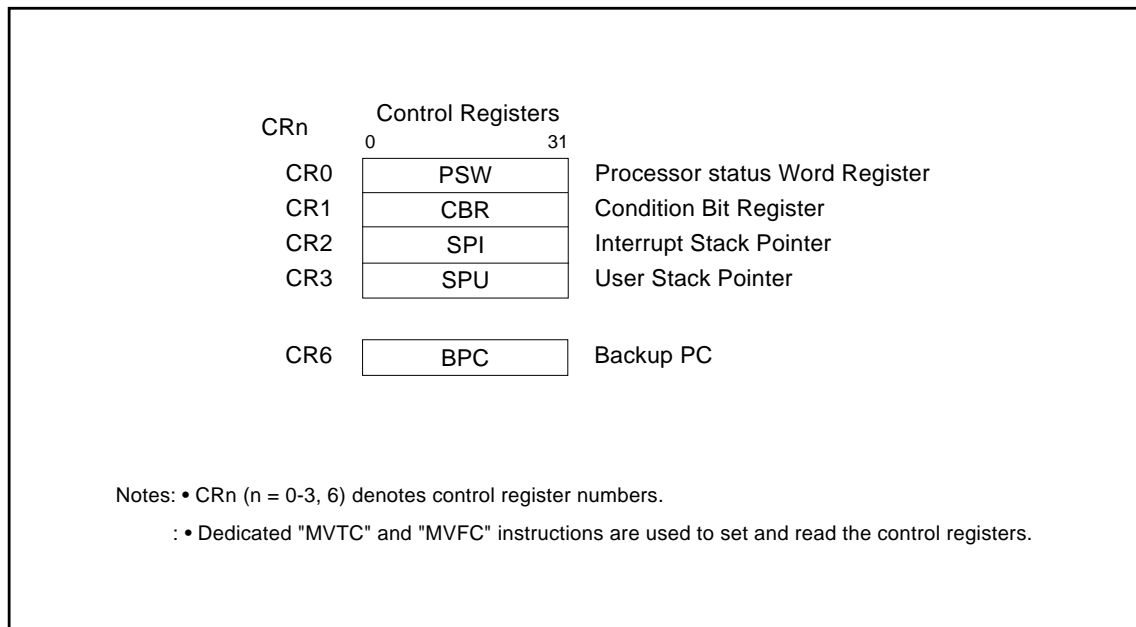 Control Registers
CRn
0 31
CR0 PSW Processor status Word Register
CR1 CBR Condition Bit Register
CR2 SPI Interrupt Stack Pointer
CR3 SPU User Stack Pointer
CR6 BPC Backup PC
Notes: • CRn (n = 0-3, 6) denotes control register numbers.
: • Dedicated "MVTC" and "MVFC" instructions are used to set and read the control registers.